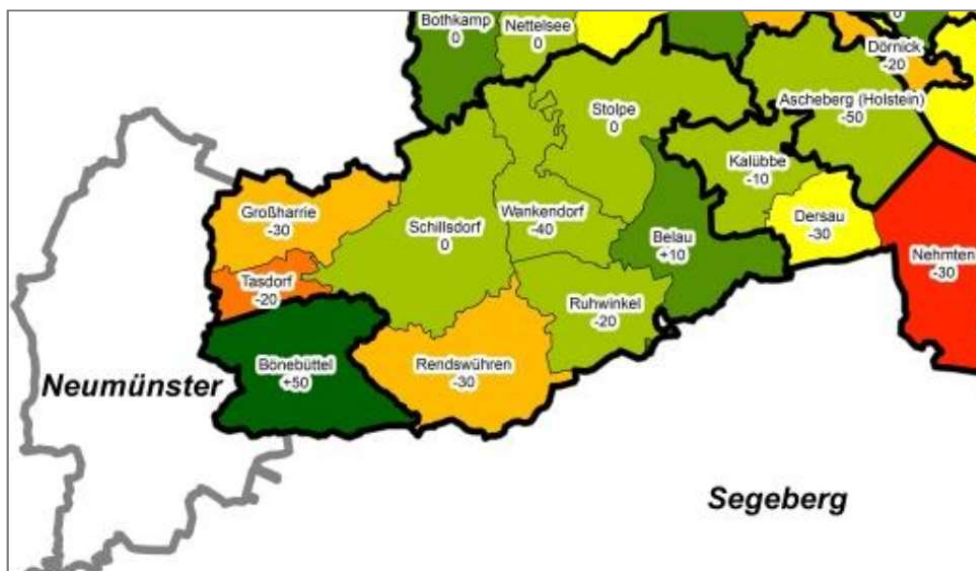 Bothkamp
0
Nettelsee
0
0
Dörnick
-20
Stolpe
0
Ascheberg (Holstein)
-50
Kalübbe
-10
Großharrie
-30
Schillsdorf
0
Wankendorf
-40
Dersau
-30
Belau
+10
Nehmten
-30
Tasdorf
-20
Ruhwinkel
-20
Bönebüttel
+50
Rendswühren
-30
Neumünster
Segeberg